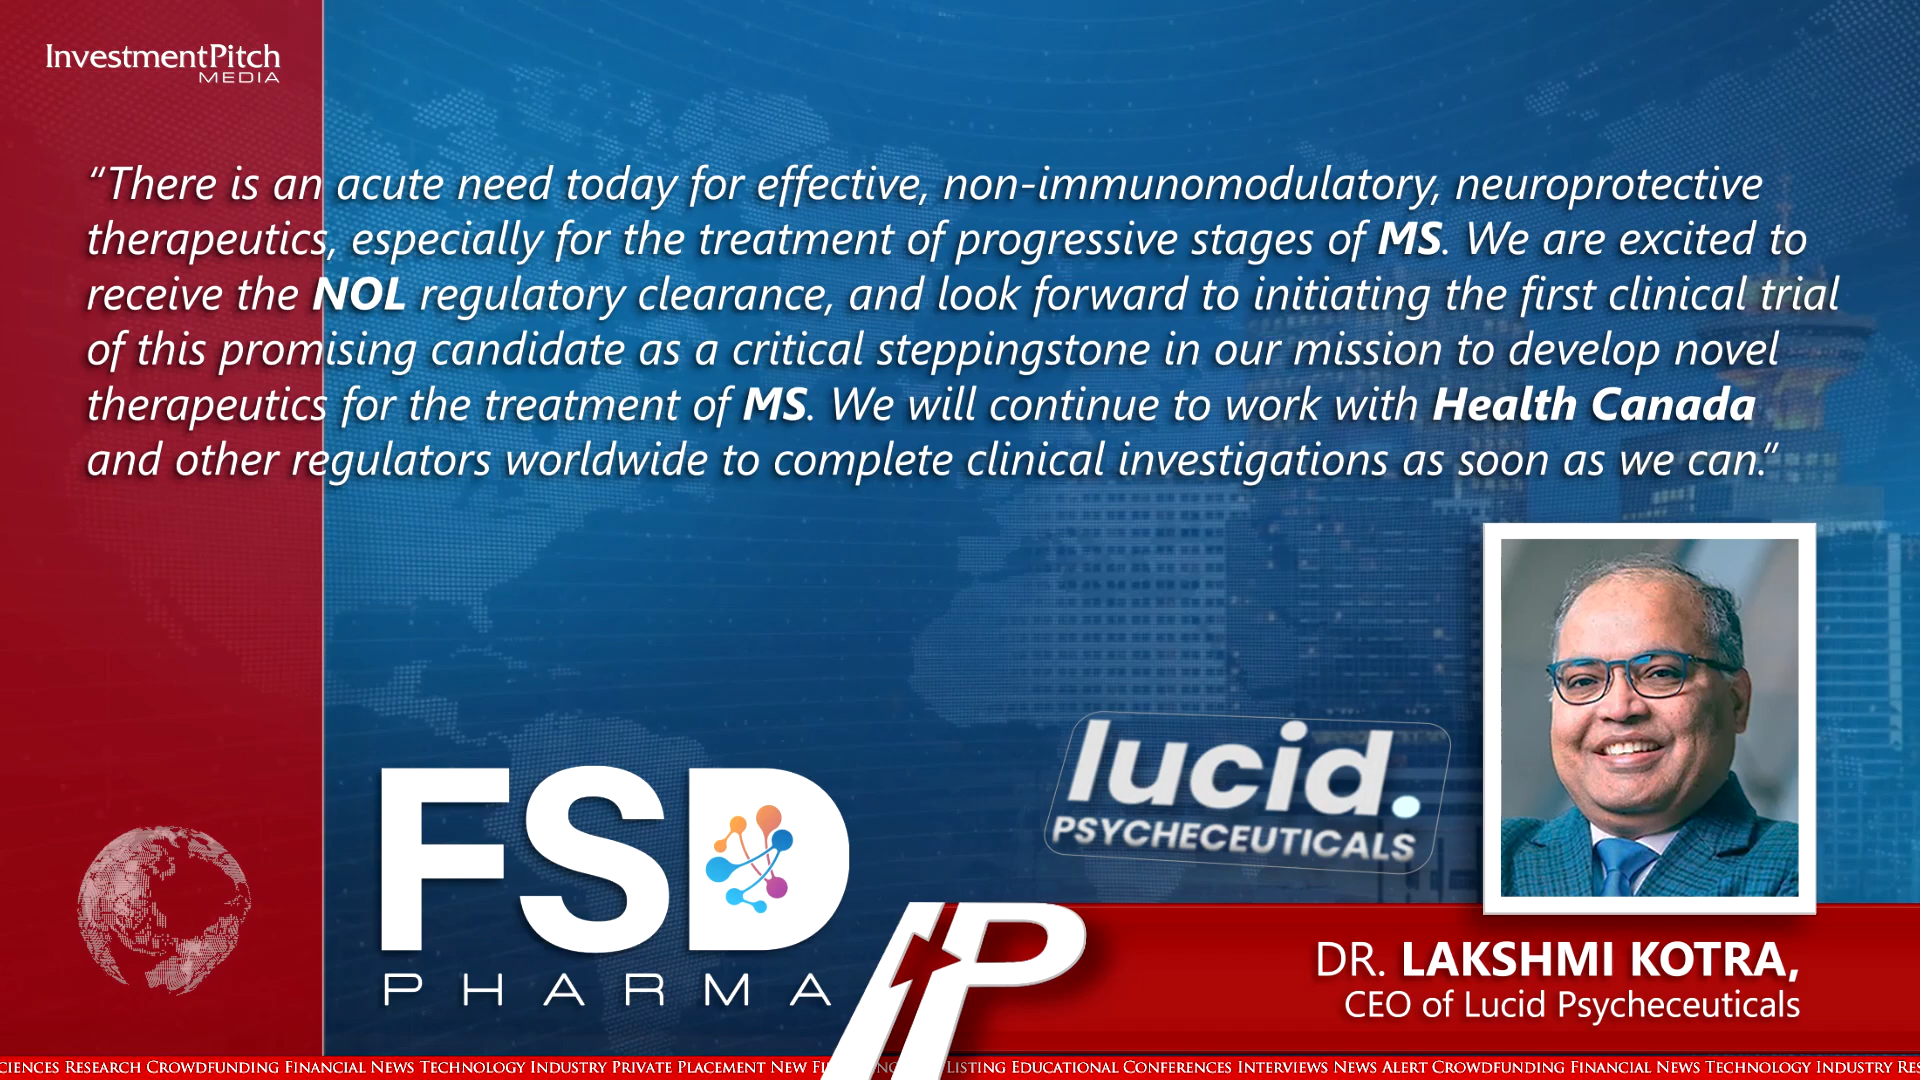 InvestmentPitch
MEDIA
“There is an acute need today for effective, non-immunomodulatory, neuroprotective
therapeutics, especially for the treatment of progressive stages of MS. We are excited to
receive the NOL regulatory clearance, and look forward to initiating the first clinical trial
of this promising candidate as a critical steppingstone in our mission to develop novel
therapeutics for the treatment of MS. We will continue to work with Health Canada
and other regulators worldwide to complete clinical investigations as soon as we can.“
lucid.
PSYCHECEUTICALS
FSD
PHARMA
IP
DR. LAKSHMI KOTRA,
CEO of Lucid Psycheceuticals
RESEARCH CROWDFUNDING FINANCIAL NEWS TECHNOLOGY INDUSTRY PRIVATE PLACEMENT NEW LISTING EDUCATIONAL CONFERENCES INTERVIEWS NEWS ALERT CROWDFUNDING FINANCIAL NEWS TECHNOLOGY INDUSTRY